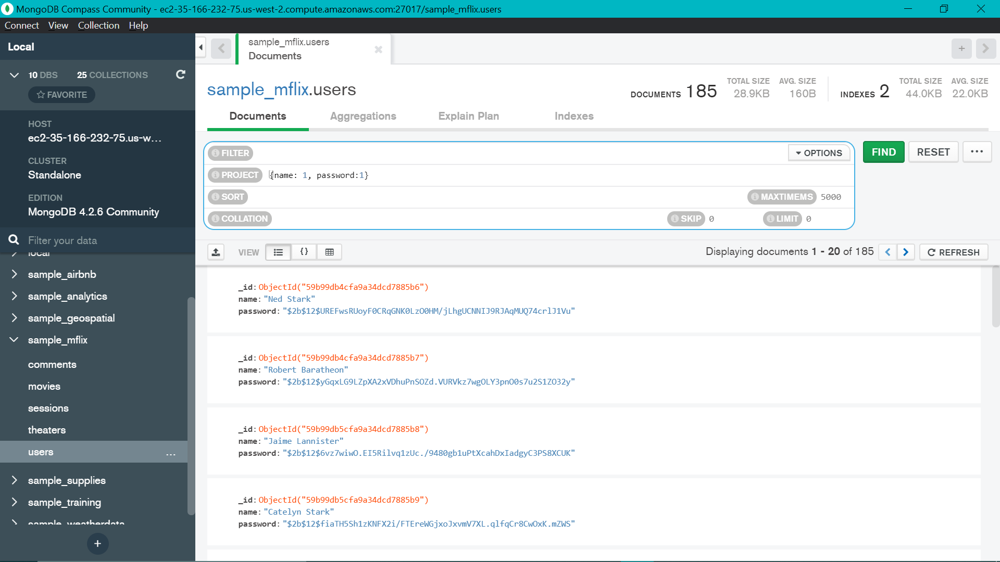 MongoDB Compass Community - ec2-35-166-232-75.us-west-2.compute.amazonaws.com:27017/sample_mflix.users
Connect View Collection Help
Local
10 DBS 25 COLLECTIONS
FAVORITE
HOST
ec2-35-166-232-75.us-w...
CLUSTER
Standalone
EDITION
MongoDB 4.2.6 Community
Filter your data
local
sample_airbnb
sample_analytics
sample_geospatial
sample_mflix
comments
movies
sessions
theaters
users ...
sample_supplies
sample_training
sample_weatherdata
+
sample_mflix.users
Documents
sample_mflix.users
DOCUMENTS 185 TOTAL SIZE 28.9KB AVG. SIZE 160B INDEXES 2 TOTAL SIZE 44.0KB AVG. SIZE 22.0KB
Documents Aggregations Explain Plan Indexes
FILTER OPTIONS FIND RESET ...
PROJECT {name: 1, password:1}
SORT MAXTIMEMS 5000
COLLATION SKIP 0 LIMIT 0
VIEW {} Displaying documents 1 - 20 of 185 REFRESH
_id: ObjectId("59b99db4cfa9a34dcd7885b6")
name: "Ned Stark"
password: "$2b$12$UREFwsRUoyF0CRqGNK0LzO0HM/jLhgUCNNIJ9RJAqMUQ74crlJ1Vu"
_id: ObjectId("59b99db4cfa9a34dcd7885b7")
name: "Robert Baratheon"
password: "$2b$12$yGqxLG9LZpXA2xVDhuPnSOZd.VURVkz7wgOLY3pnO0s7u2S1ZO32y"
_id: ObjectId("59b99db5cfa9a34dcd7885b8")
name: "Jaime Lannister"
password: "$2b$12$6vz7wiwO.EI5Rilvq1zUc./9480gb1uPtXcahDxIadgyC3PS8XCUK"
_id: ObjectId("59b99db5cfa9a34dcd7885b9")
name: "Catelyn Stark"
password: "$2b$12$fiaTH5Sh1zKNFX2i/FTEreWGjxoJxvmV7XL.qlfqCr8CwOxK.mZWS"